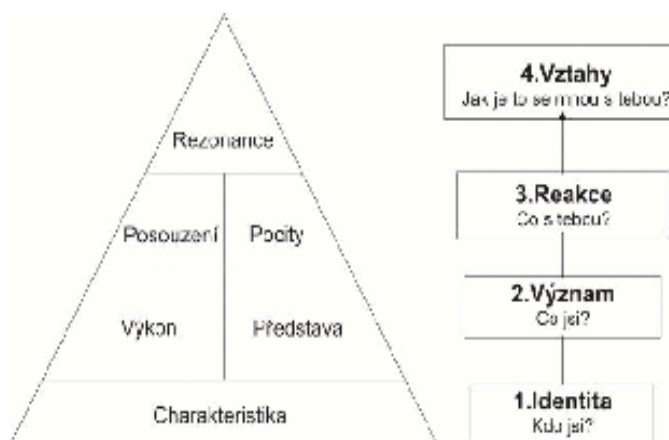 Rezonance
Posouzení
Pocity
Výkon
Představa
Charakteristika
4.Vztahy
Jak je to se mnou s tebou?
3.Reakce
Co s tebou?
2.Význam
Co jsi?
1.Identita
Kdo jsi?